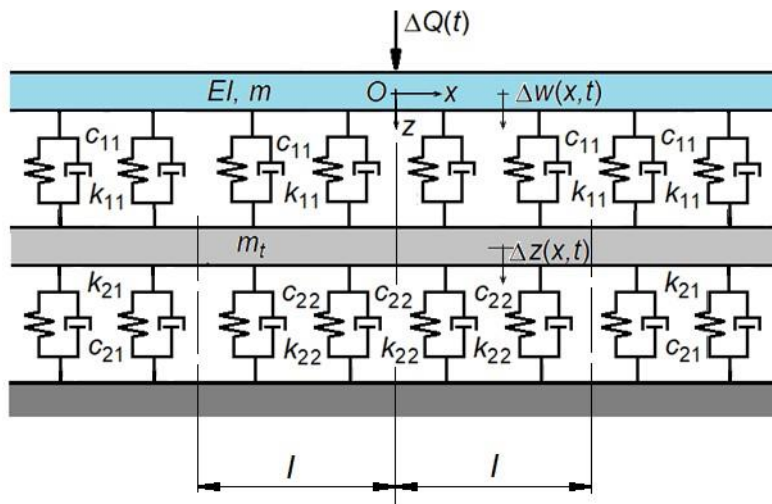 ΔQ(t)
EI, m O x Δw(x,t)
z
c₁₁ c₁₁ c₁₁ c₁₁
k₁₁ k₁₁ k₁₁ k₁₁
mₜ Δz(x,t)
k₂₁ c₂₂ c₂₂ c₂₂ k₂₁
c₂₁ k₂₂ k₂₂ k₂₂ c₂₁
l l